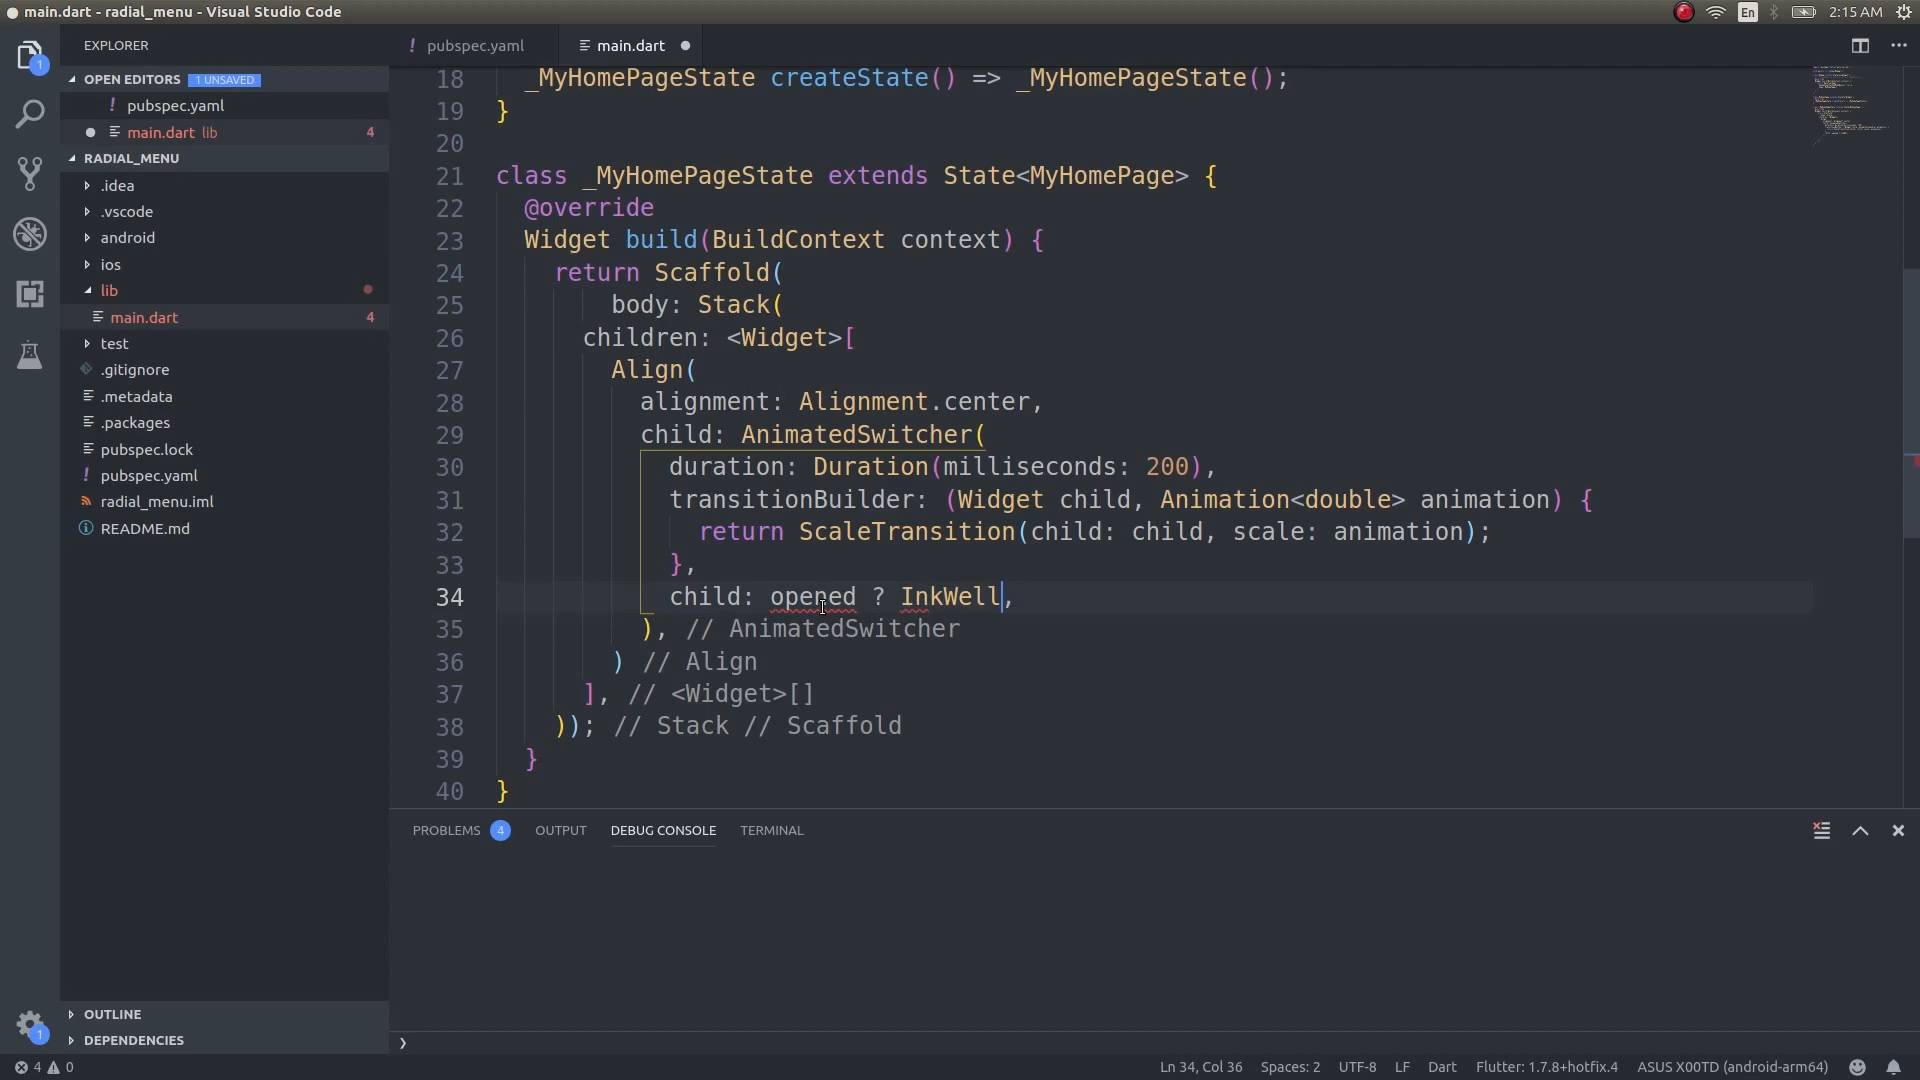 main.dart - radial_menu - Visual Studio Code
En
2:15 AM
EXPLORER
OPEN EDITORS 1 UNSAVED
! pubspec.yaml
main.dart lib 4
RADIAL_MENU
.idea
.vscode
android
ios
lib
main.dart 4
test
.gitignore
.metadata
.packages
pubspec.lock
! pubspec.yaml
radial_menu.iml
README.md
OUTLINE
DEPENDENCIES
1
1
! pubspec.yaml
main.dart
18 _MyHomePageState createState() => _MyHomePageState();
19 }
20
21 class _MyHomePageState extends State<MyHomePage> {
22 @override
23 Widget build(BuildContext context) {
24 return Scaffold(
25 body: Stack(
26 children: <Widget>[
27 Align(
28 alignment: Alignment.center,
29 child: AnimatedSwitcher(
30 duration: Duration(milliseconds: 200),
31 transitionBuilder: (Widget child, Animation<double> animation) {
32 return ScaleTransition(child: child, scale: animation);
33 },
34 child: opened ? InkWell,
35 ), // AnimatedSwitcher
36 ) // Align
37 ], // <Widget>[]
38 )); // Stack // Scaffold
39 }
40 }
PROBLEMS 4 OUTPUT DEBUG CONSOLE TERMINAL
4 0
Ln 34, Col 36 Spaces: 2 UTF-8 LF Dart Flutter: 1.7.8+hotfix.4 ASUS X00TD (android-arm64)